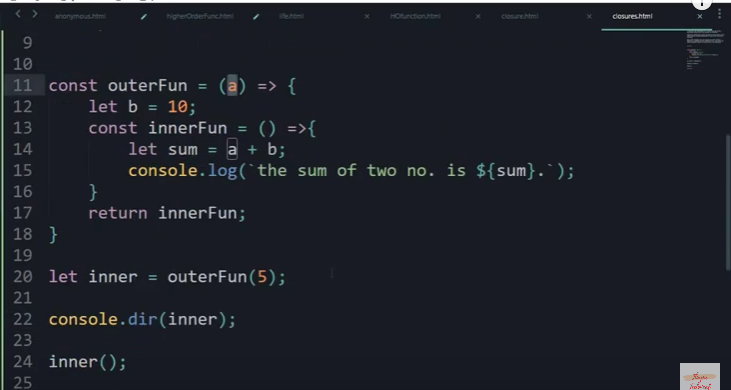 anonymous.html higherOrderFunc.html life.html HOfunction.html closure.html closures.html
9
10
11 const outerFun = (a) => {
12 let b = 10;
13 const innerFun = () =>{
14 let sum = a + b;
15 console.log(`the sum of two no. is ${sum}.`);
16 }
17 return innerFun;
18 }
19
20 let inner = outerFun(5);
21
22 console.dir(inner);
23
24 inner();
25